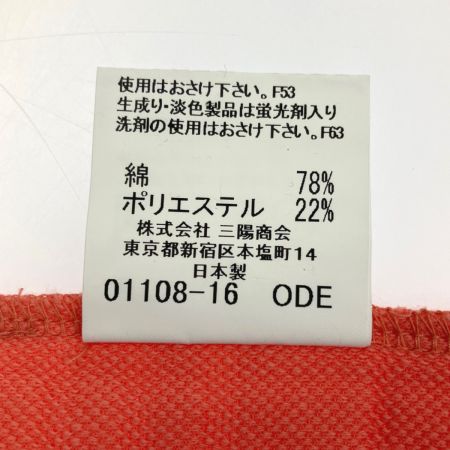 使用はおさけ下さい。F53
生成り・淡色製品は蛍光剤入り
洗剤の使用はおさけ下さい。F63
綿 78%
ポリエステル 22%
株式会社 三陽商会
東京都新宿区本塩町14
日本製
01108-16 ODE